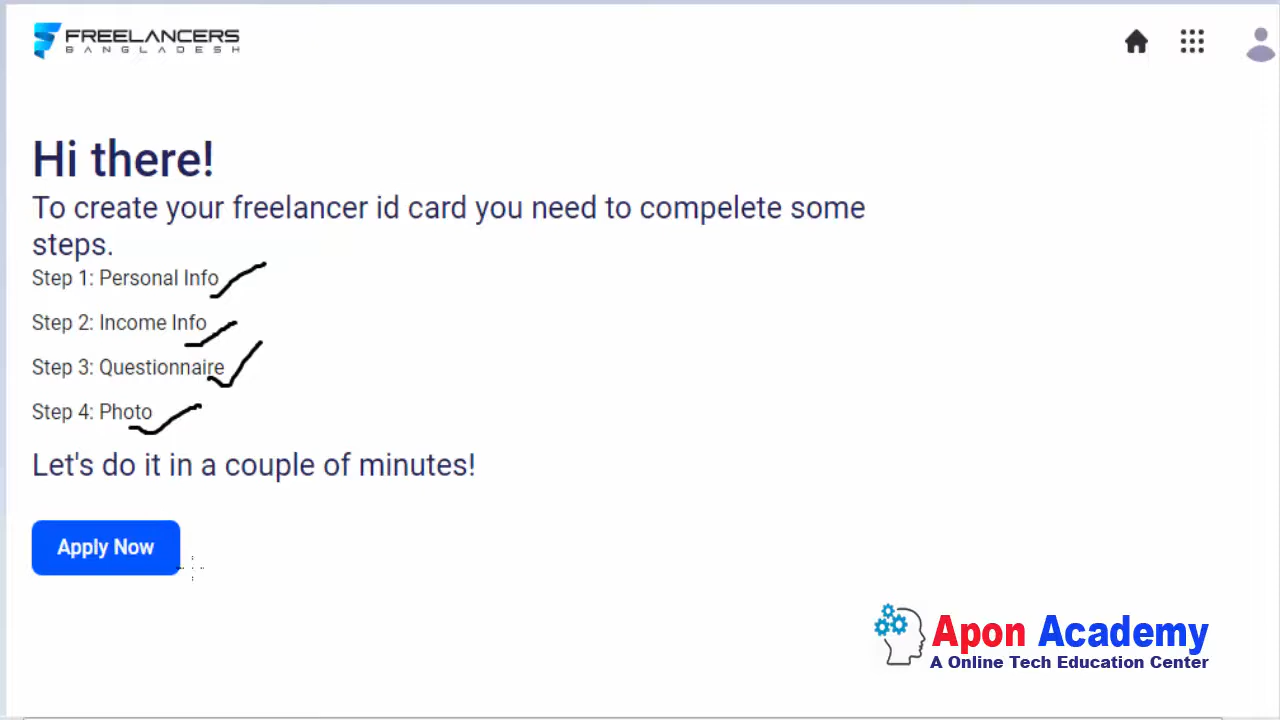 FREELANCERS
BANGLADESH
Hi there!
To create your freelancer id card you need to compelete some
steps.
Step 1: Personal Info
Step 2: Income Info
Step 3: Questionnaire
Step 4: Photo
Let's do it in a couple of minutes!
Apply Now
Apon Academy
A Online Tech Education Center